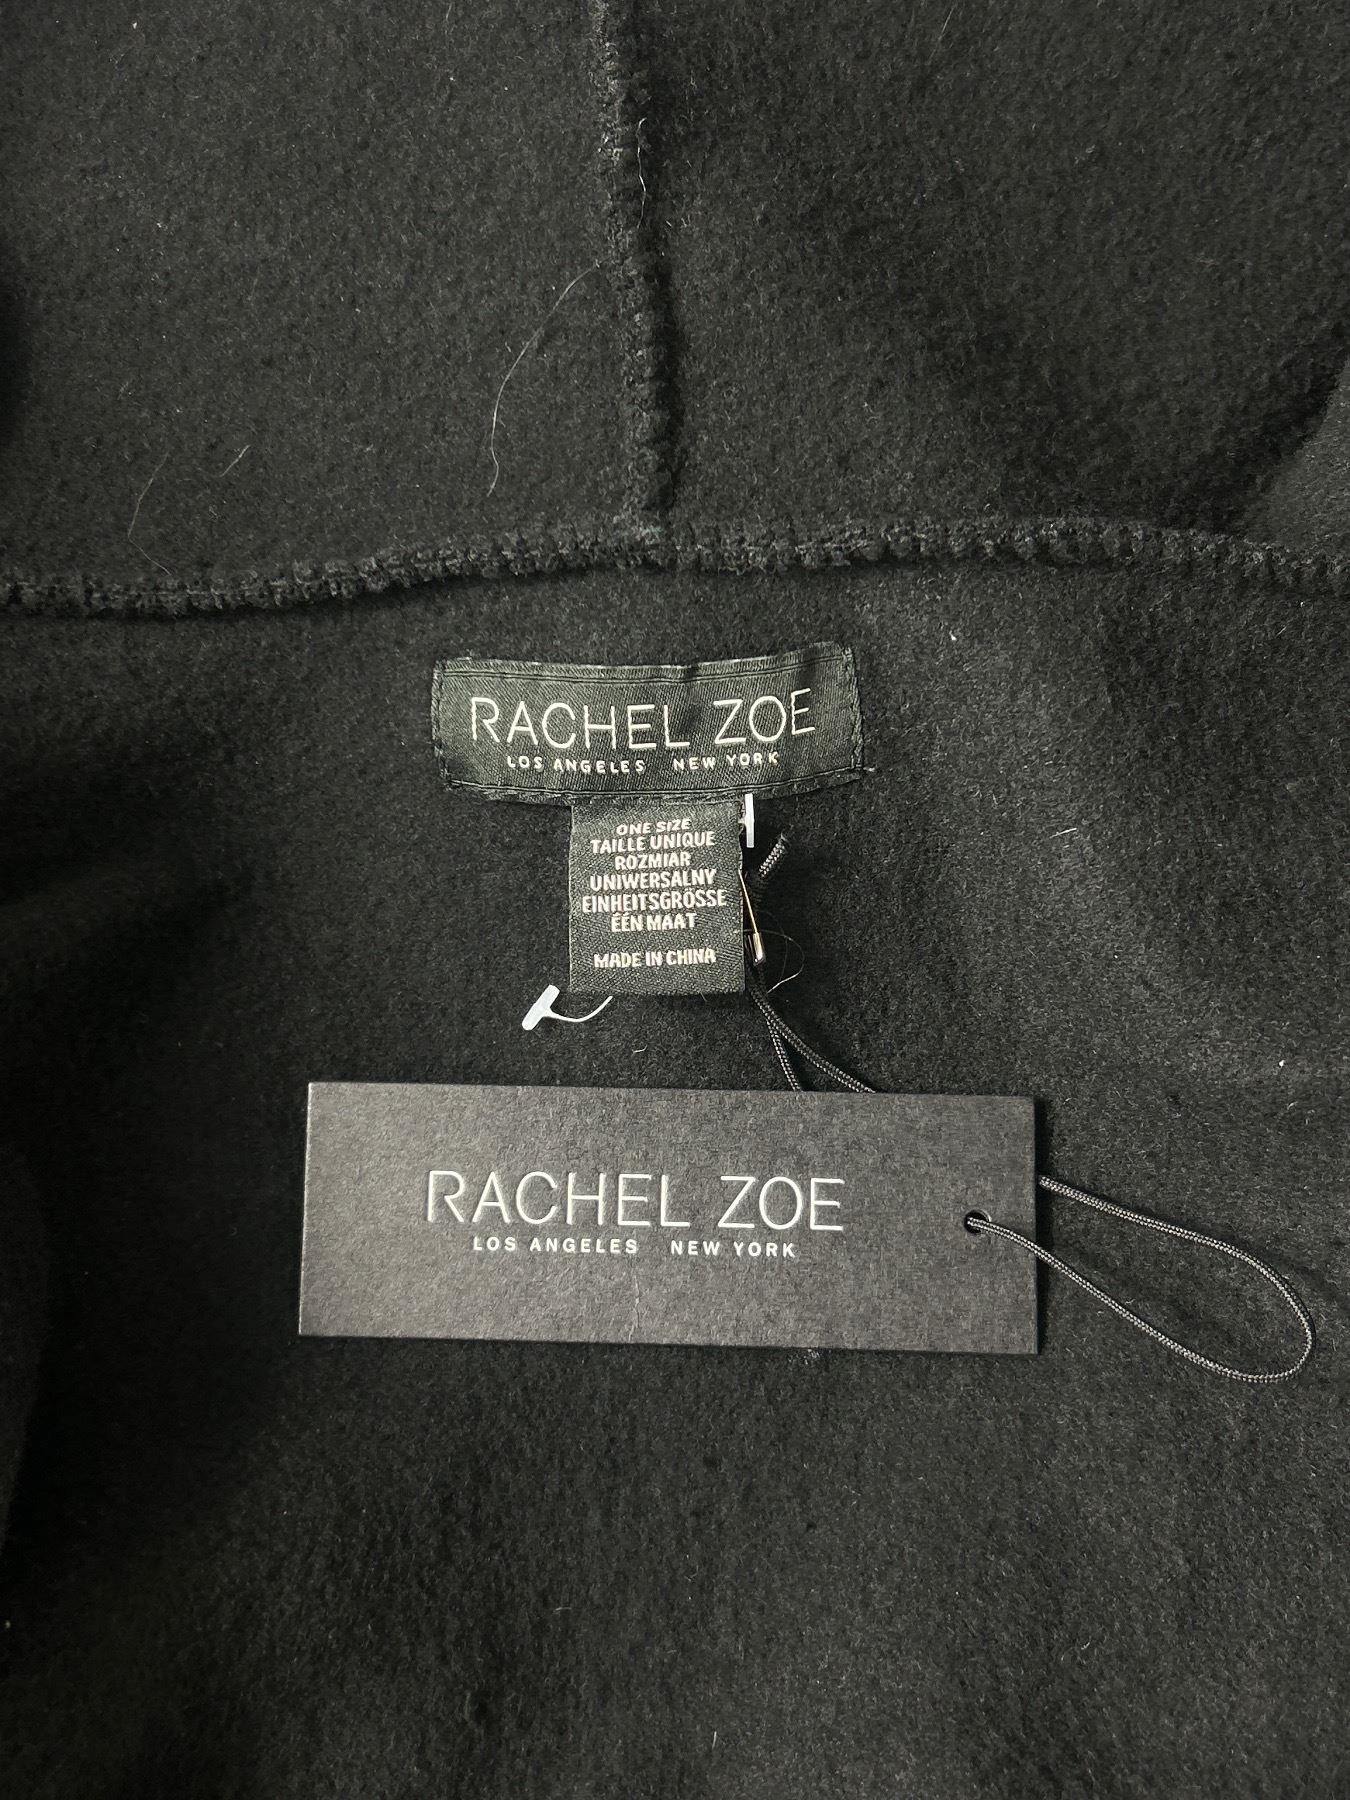 RACHEL ZOE
LOS ANGELES NEW YORK
ONE SIZE
TAILLE UNIQUE
ROZMIAR
UNIWERSALNY
EINHEITSGRÖSSE
ÉÉN MAAT
MADE IN CHINA
RACHEL ZOE
LOS ANGELES NEW YORK